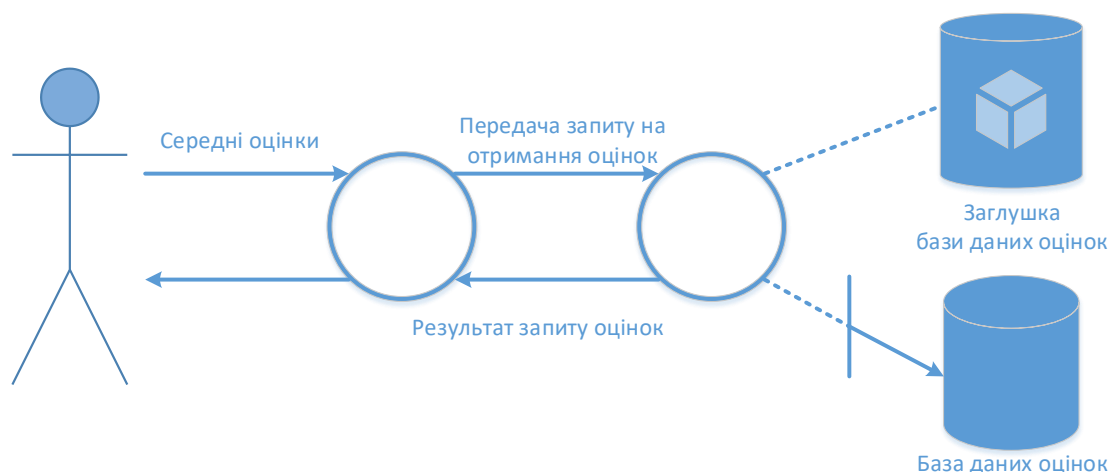 Середні оцінки
Передача запиту на
отримання оцінок
Заглушка
бази даних оцінок
Результат запиту оцінок
База даних оцінок